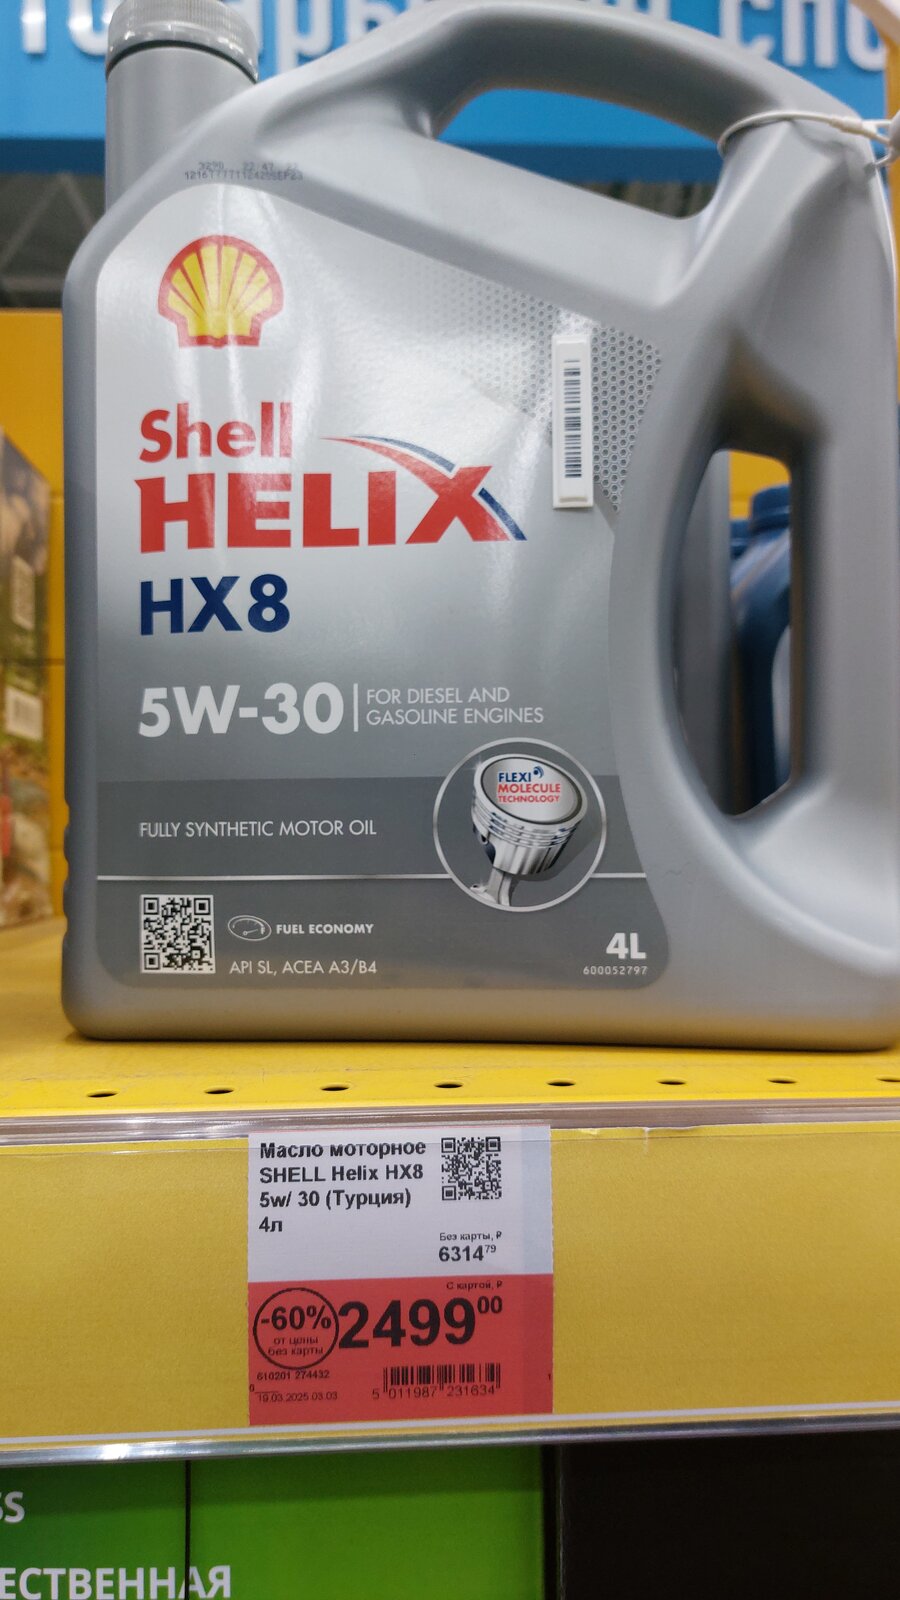 Shell
HELIX
HX8
5W-30
FOR DIESEL AND
GASOLINE ENGINES
FLEXI
MOLECULE
TECHNOLOGY
FULLY SYNTHETIC MOTOR OIL
FUEL ECONOMY
API SL, ACEA A3/B4
4L
600052797
Масло моторное
SHELL Helix HX8
5w/ 30 (Турция)
4л
Без карты, ₽
6314 79
С картой, ₽
-60%
от цены
без карты
2499 00
610201 274432
19.03.2025 03:03
5 011987 231634
ЕСТВЕННАЯ